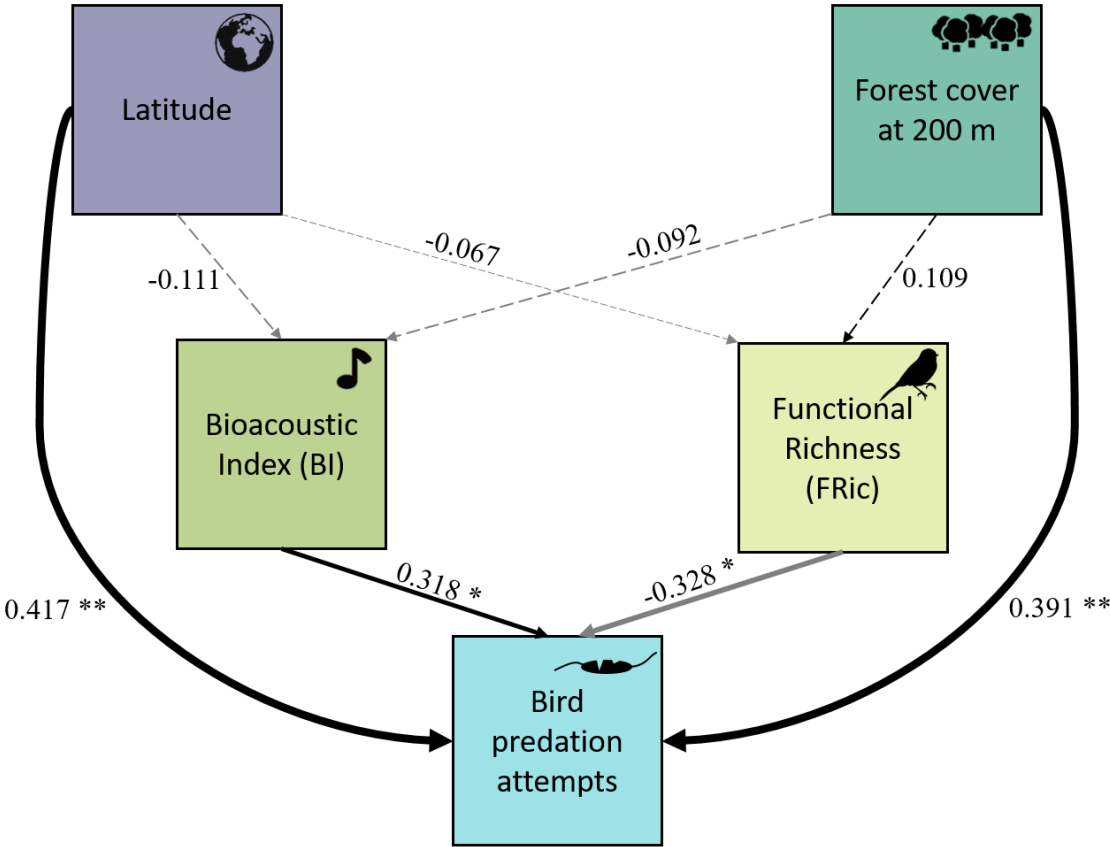 Latitude
Forest cover
at 200 m
-0.067
-0.092
-0.111
0.109
Bioacoustic
Index (BI)
Functional
Richness
(FRic)
0.318 *
-0.328 *
0.417 **
0.391 **
Bird
predation
attempts